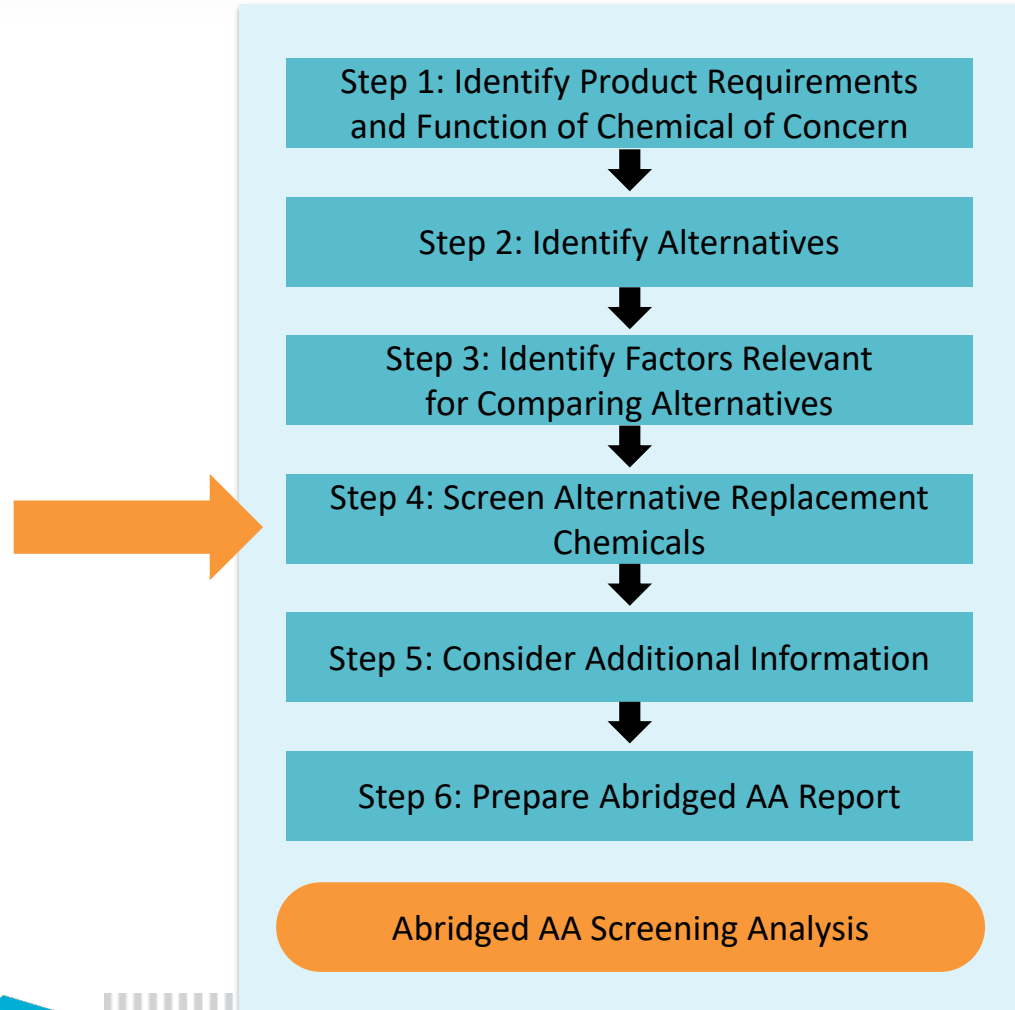 Step 1: Identify Product Requirements
and Function of Chemical of Concern
Step 2: Identify Alternatives
Step 3: Identify Factors Relevant
for Comparing Alternatives
Step 4: Screen Alternative Replacement
Chemicals
Step 5: Consider Additional Information
Step 6: Prepare Abridged AA Report
Abridged AA Screening Analysis